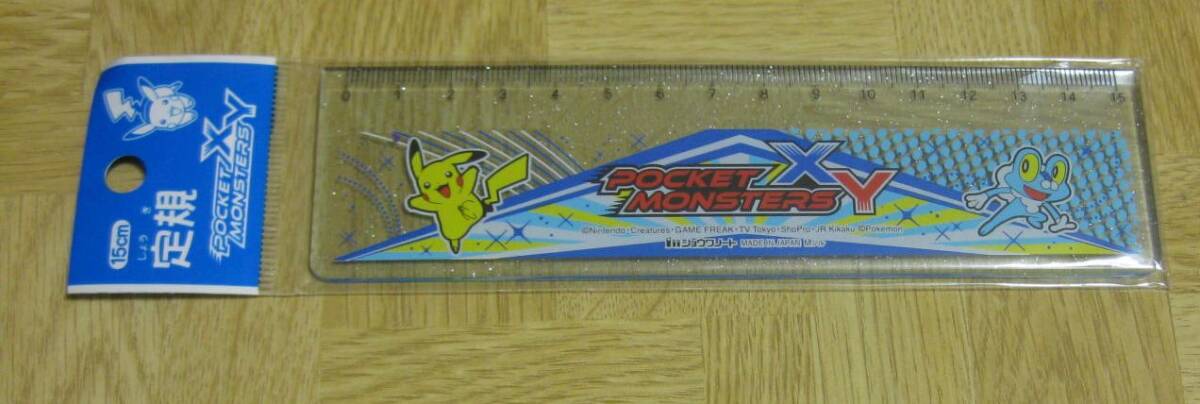 15cm
じょう ぎ
定規
POCKET MONSTERS XY
0 1 2 3 4 5 6 7 8 9 10 11 12 13 14 15
POCKET XY
MONSTERS
©Nintendo・Creatures・GAME FREAK・TV Tokyo・ShoPro・JR Kikaku ©Pokémon
ショウワノート MADE IN JAPAN